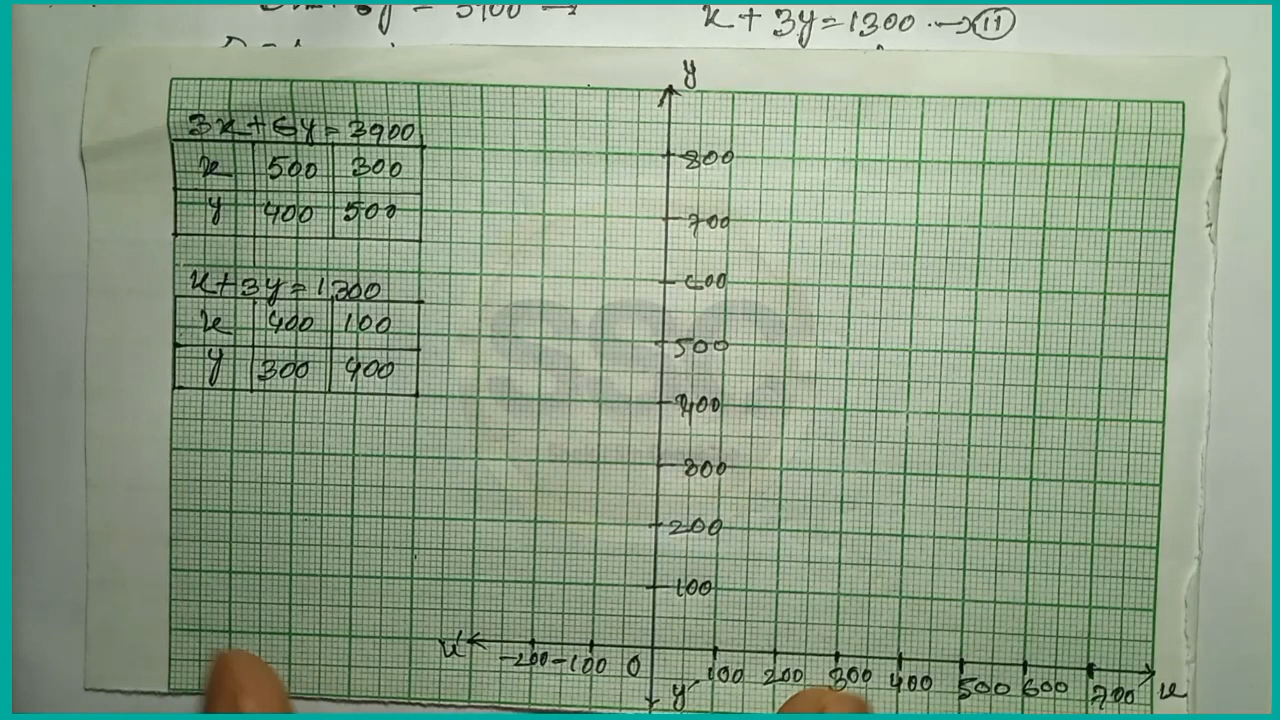 y = 3900 →
x + 3y = 1300 → (11)
3x + 6y = 3900
x 500 300
y 400 500
x + 3y = 1300
x 400 100
y 300 400
y
800
700
600
500
400
300
200
100
x' -200 -100 0 100 200 300 400 500 600 700 x
y'